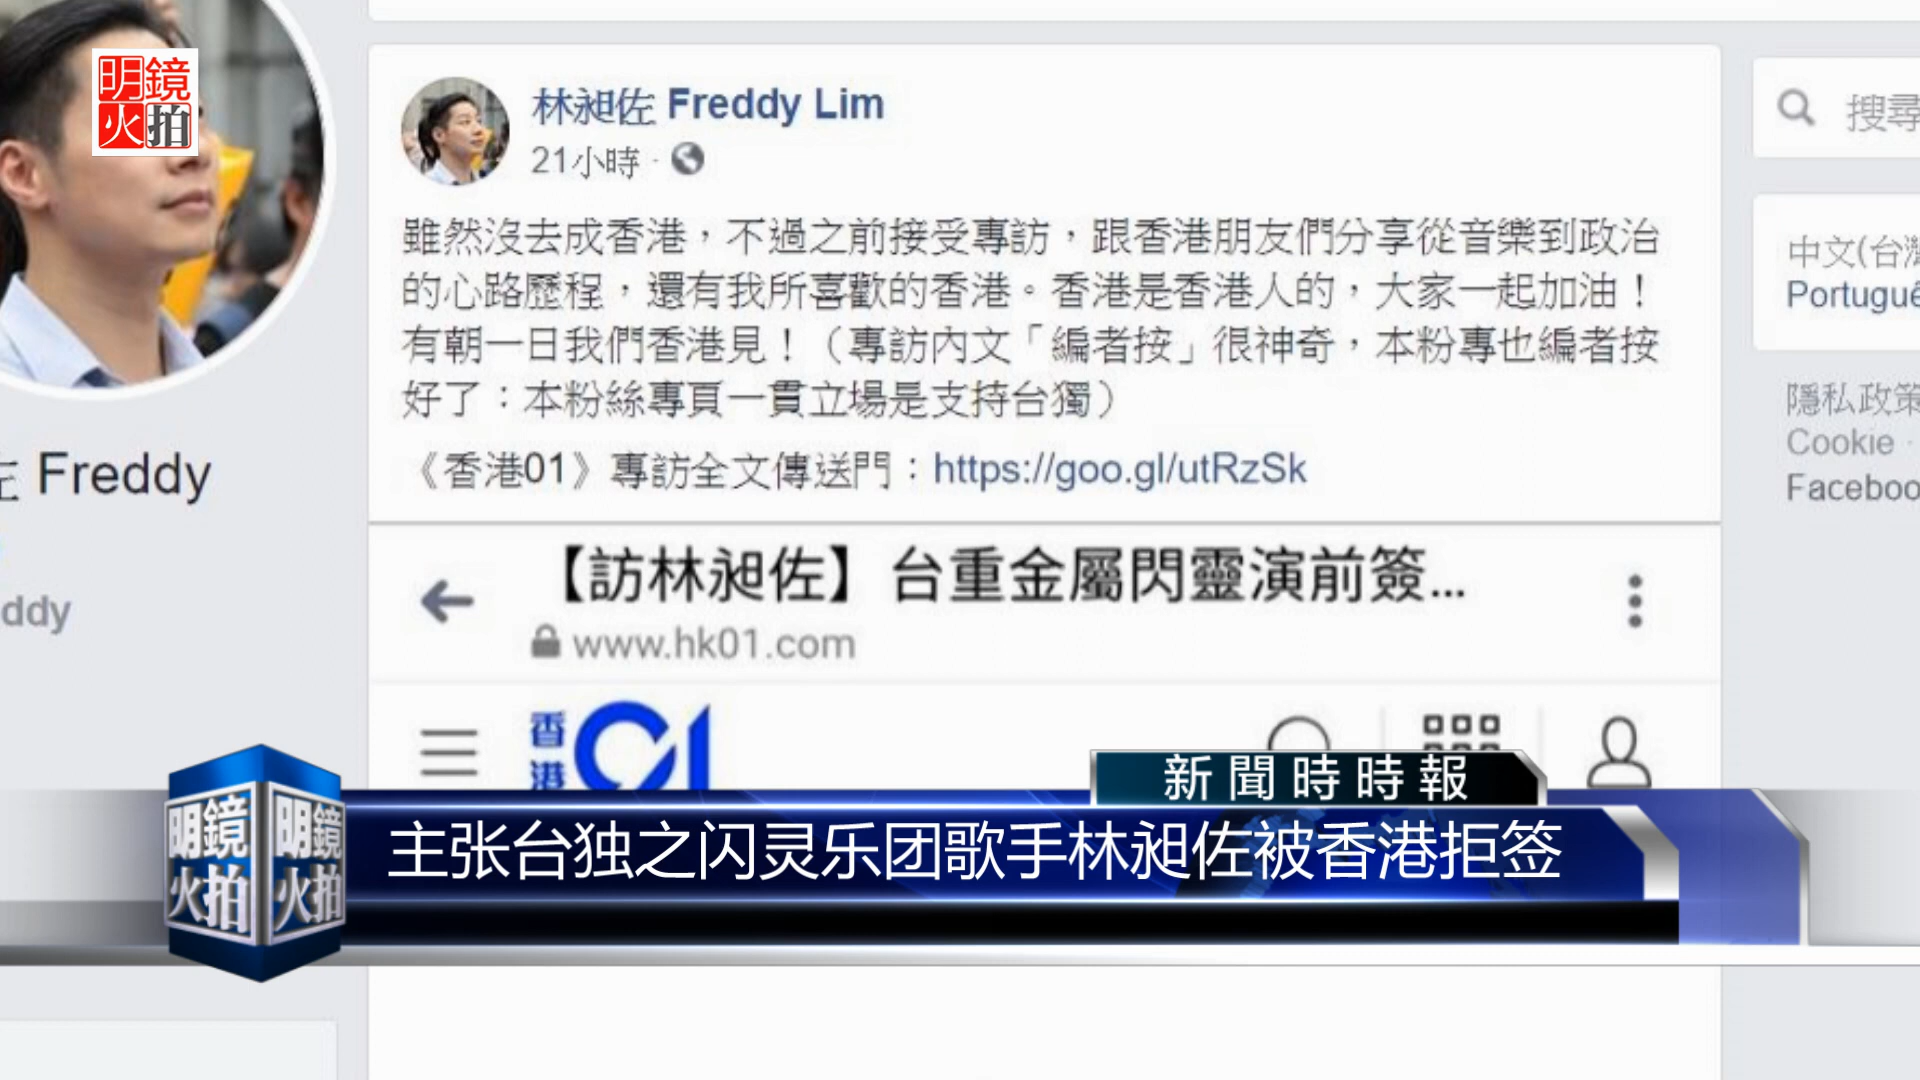 明鏡
火拍
林昶佐 Freddy Lim
21小時 ·
雖然沒去成香港，不過之前接受專訪，跟香港朋友們分享從音樂到政治
的心路歷程，還有我所喜歡的香港。香港是香港人的，大家一起加油！
有朝一日我們香港見！（專訪內文「編者按」很神奇，本粉專也編者按
好了：本粉絲專頁一貫立場是支持台獨）
《香港01》專訪全文傳送門：https://goo.gl/utRzSk
【訪林昶佐】台重金屬閃靈演前簽...
www.hk01.com
香港 01
搜尋
中文(台灣
Portuguê
隱私政策
Cookie ·
Faceboo
佐 Freddy
ddy
新聞時時報
主张台独之闪灵乐团歌手林昶佐被香港拒签
明鏡
火拍
明鏡
火拍